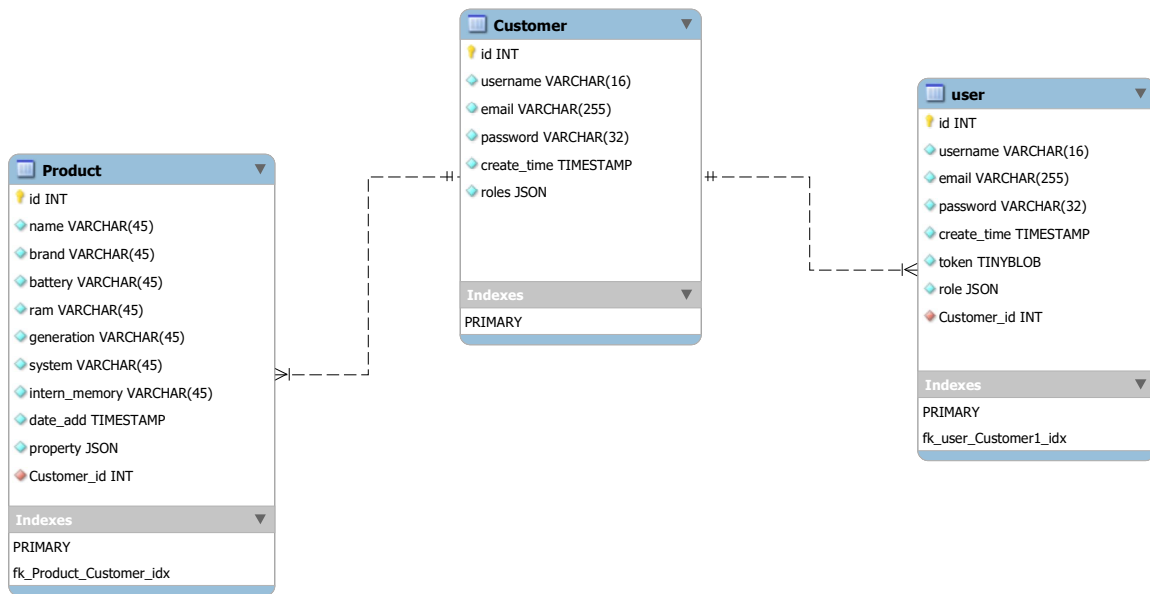 Customer
id INT
username VARCHAR(16)
email VARCHAR(255)
password VARCHAR(32)
create_time TIMESTAMP
roles JSON
Indexes
PRIMARY
user
id INT
username VARCHAR(16)
email VARCHAR(255)
password VARCHAR(32)
create_time TIMESTAMP
token TINYBLOB
role JSON
Customer_id INT
Indexes
PRIMARY
fk_user_Customer1_idx
Product
id INT
name VARCHAR(45)
brand VARCHAR(45)
battery VARCHAR(45)
ram VARCHAR(45)
generation VARCHAR(45)
system VARCHAR(45)
intern_memory VARCHAR(45)
date_add TIMESTAMP
property JSON
Customer_id INT
Indexes
PRIMARY
fk_Product_Customer_idx